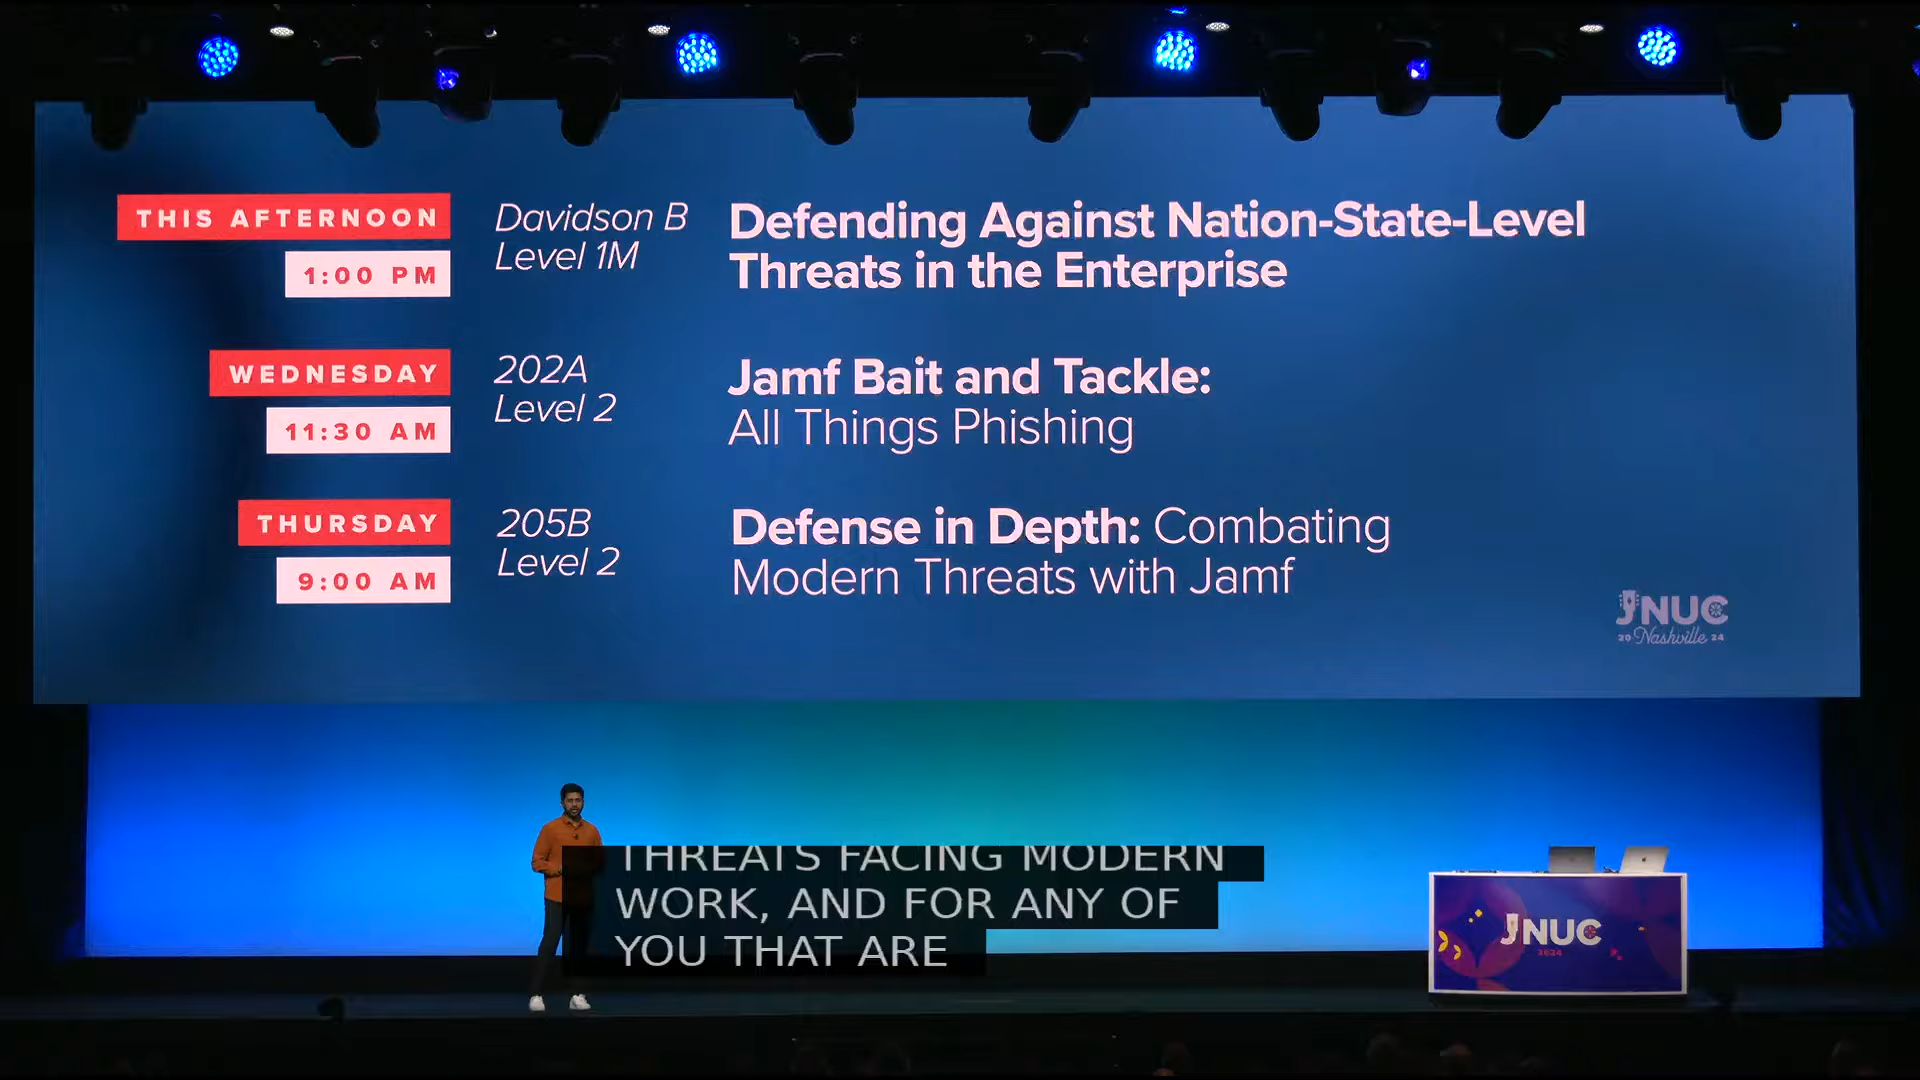 THIS AFTERNOON
1:00 PM
Davidson B
Level 1M
Defending Against Nation-State-Level
Threats in the Enterprise
WEDNESDAY
11:30 AM
202A
Level 2
Jamf Bait and Tackle:
All Things Phishing
THURSDAY
9:00 AM
205B
Level 2
Defense in Depth: Combating
Modern Threats with Jamf
JNUC
20 Nashville 24
THREATS FACING MODERN
WORK, AND FOR ANY OF
YOU THAT ARE
JNUC
2024